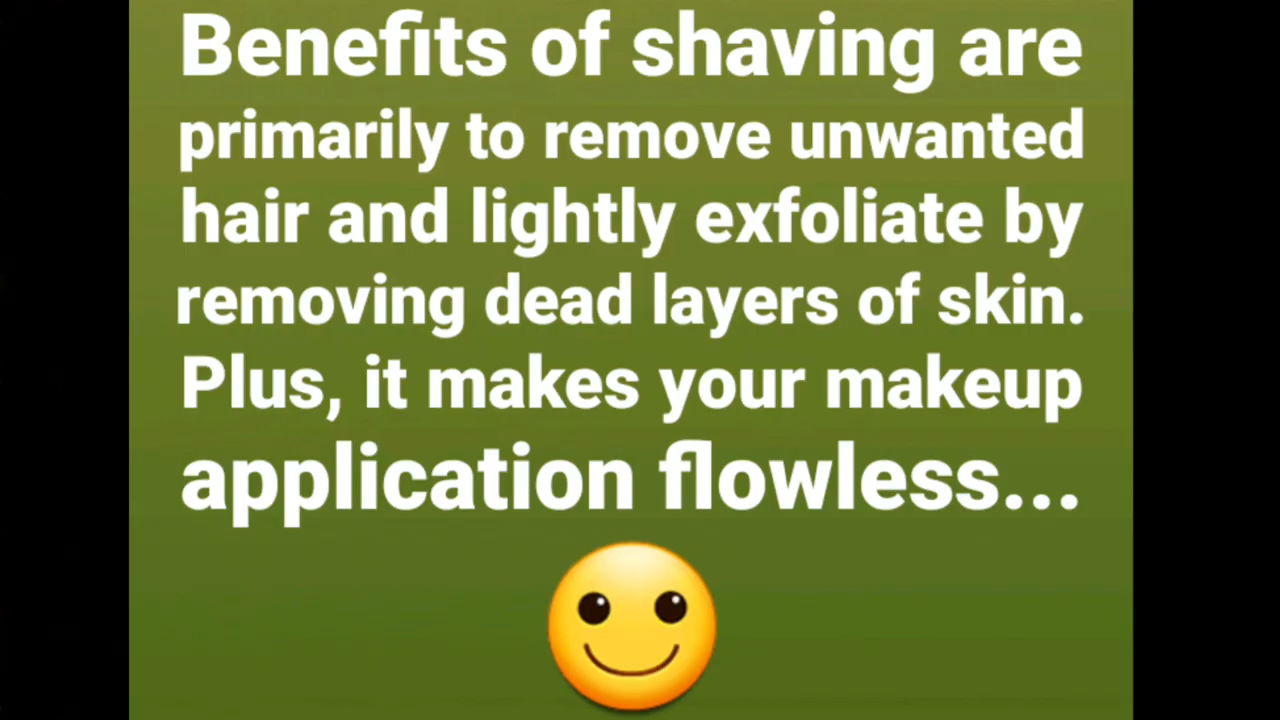 Benefits of shaving are
primarily to remove unwanted
hair and lightly exfoliate by
removing dead layers of skin.
Plus, it makes your makeup
application flowless...